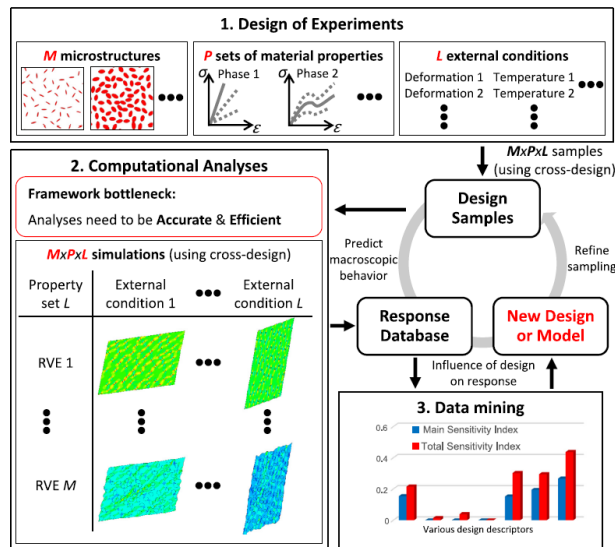 1. Design of Experiments
M microstructures
P sets of material properties
σ
Phase 1
ε
σ
Phase 2
ε
L external conditions
Deformation 1 Temperature 1
Deformation 2 Temperature 2
MxPxL samples
(using cross-design)
2. Computational Analyses
Framework bottleneck:
Analyses need to be Accurate & Efficient
MxPxL simulations (using cross-design)
Property
set L
External
condition 1
External
condition L
RVE 1
RVE M
Design
Samples
Predict
macroscopic
behavior
Refine
sampling
Response
Database
New Design
or Model
Influence of design
on response
3. Data mining
0.6
Main Sensitivity Index
Total Sensitivity Index
0.4
0.2
0
Various design descriptors